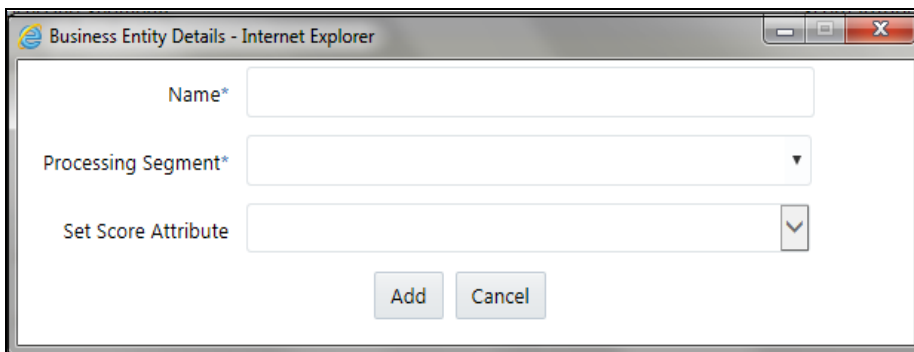 Business Entity Details - Internet Explorer
Name*
Processing Segment*
Set Score Attribute
Add Cancel